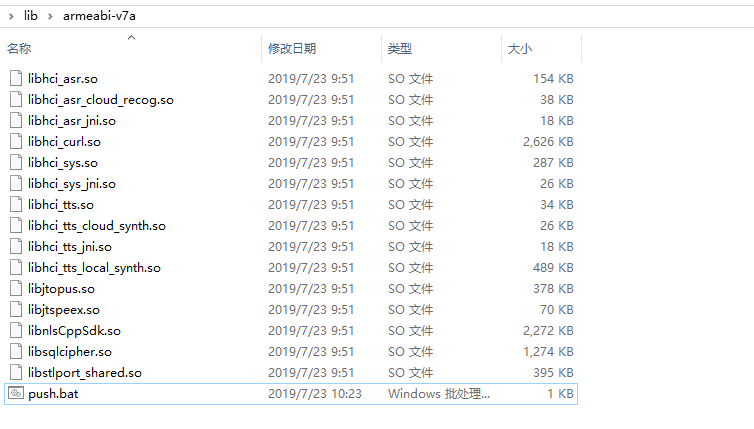 lib armeabi-v7a
名称 修改日期 类型 大小
libhci_asr.so 2019/7/23 9:51 SO 文件 154 KB
libhci_asr_cloud_recog.so 2019/7/23 9:51 SO 文件 38 KB
libhci_asr_jni.so 2019/7/23 9:51 SO 文件 18 KB
libhci_curl.so 2019/7/23 9:51 SO 文件 2,626 KB
libhci_sys.so 2019/7/23 9:51 SO 文件 287 KB
libhci_sys_jni.so 2019/7/23 9:51 SO 文件 26 KB
libhci_tts.so 2019/7/23 9:51 SO 文件 34 KB
libhci_tts_cloud_synth.so 2019/7/23 9:51 SO 文件 26 KB
libhci_tts_jni.so 2019/7/23 9:51 SO 文件 18 KB
libhci_tts_local_synth.so 2019/7/23 9:51 SO 文件 489 KB
libjtopus.so 2019/7/23 9:51 SO 文件 378 KB
libjtspeex.so 2019/7/23 9:51 SO 文件 70 KB
libnlsCppSdk.so 2019/7/23 9:51 SO 文件 2,272 KB
libsqlcipher.so 2019/7/23 9:51 SO 文件 1,274 KB
libstlport_shared.so 2019/7/23 9:51 SO 文件 395 KB
push.bat 2019/7/23 10:23 Windows 批处理... 1 KB